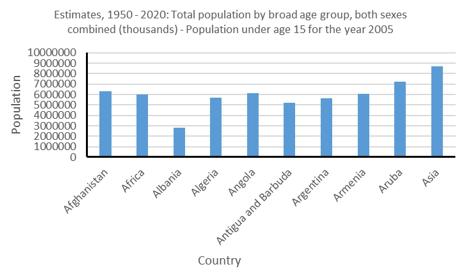 Estimates, 1950 - 2020: Total population by broad age group, both sexes
combined (thousands) - Population under age 15 for the year 2005
10000000
9000000
8000000
7000000
6000000
5000000
4000000
3000000
2000000
1000000
0
Population
Afghanistan
Africa
Albania
Algeria
Angola
Antigua and Barbuda
Argentina
Armenia
Aruba
Asia
Country